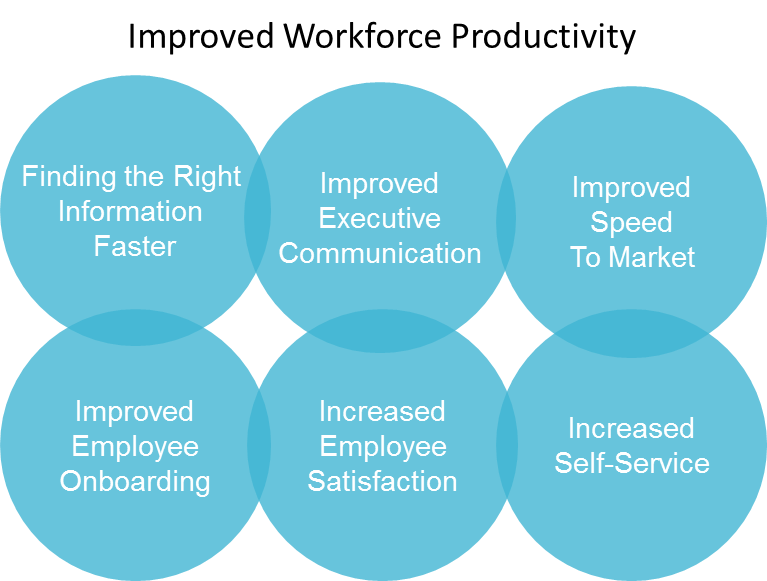 Improved Workforce Productivity
Finding the Right
Information
Faster
Improved
Executive
Communication
Improved
Speed
To Market
Improved
Employee
Onboarding
Increased
Employee
Satisfaction
Increased
Self-Service